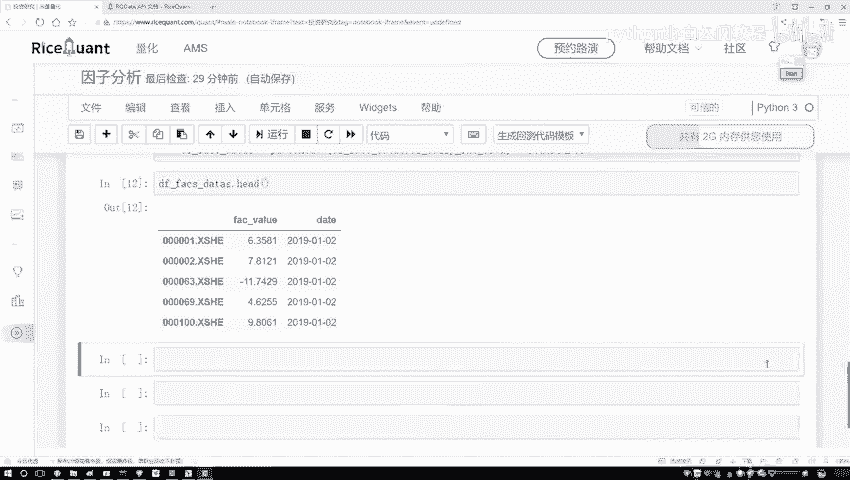 RQData API 文档 - RiceQuant
RiceQuant 量化 AMS 预约路演 帮助文档 社区
因子分析 最后检查: 29 分钟前 (自动保存)
文件 编辑 查看 插入 单元格 服务 Widgets 帮助 可信的 Python 3
运行 代码 生成回测代码模板 共有 2G 内存供您使用
In [12]: df_facs_datas.head()
Out[12]:
fac_value date
000001.XSHE 6.3581 2019-01-02
000002.XSHE 7.8121 2019-01-02
000063.XSHE -11.7429 2019-01-02
000069.XSHE 4.6255 2019-01-02
000100.XSHE 9.8061 2019-01-02
In [ ]:
In [ ]:
In [ ]: